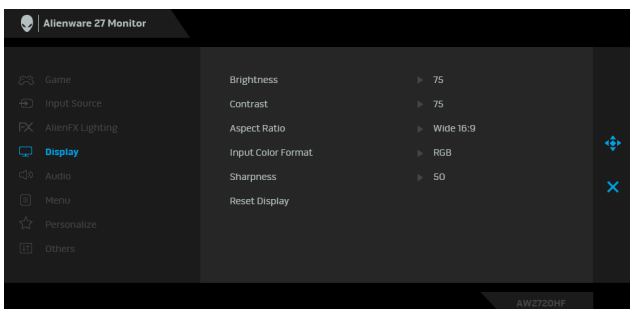 Alienware 27 Monitor
Game
Input Source
AlienFX Lighting
Display
Audio
Menu
Personalize
Others
Brightness 75
Contrast 75
Aspect Ratio Wide 16:9
Input Color Format RGB
Sharpness 50
Reset Display
AW2720HF